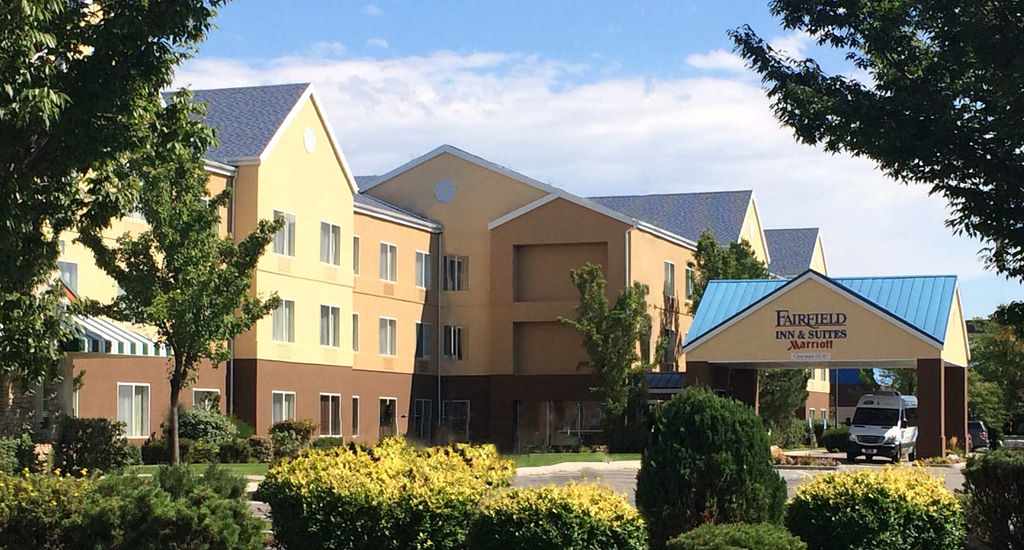 FAIRFIELD
INN & SUITES
Marriott